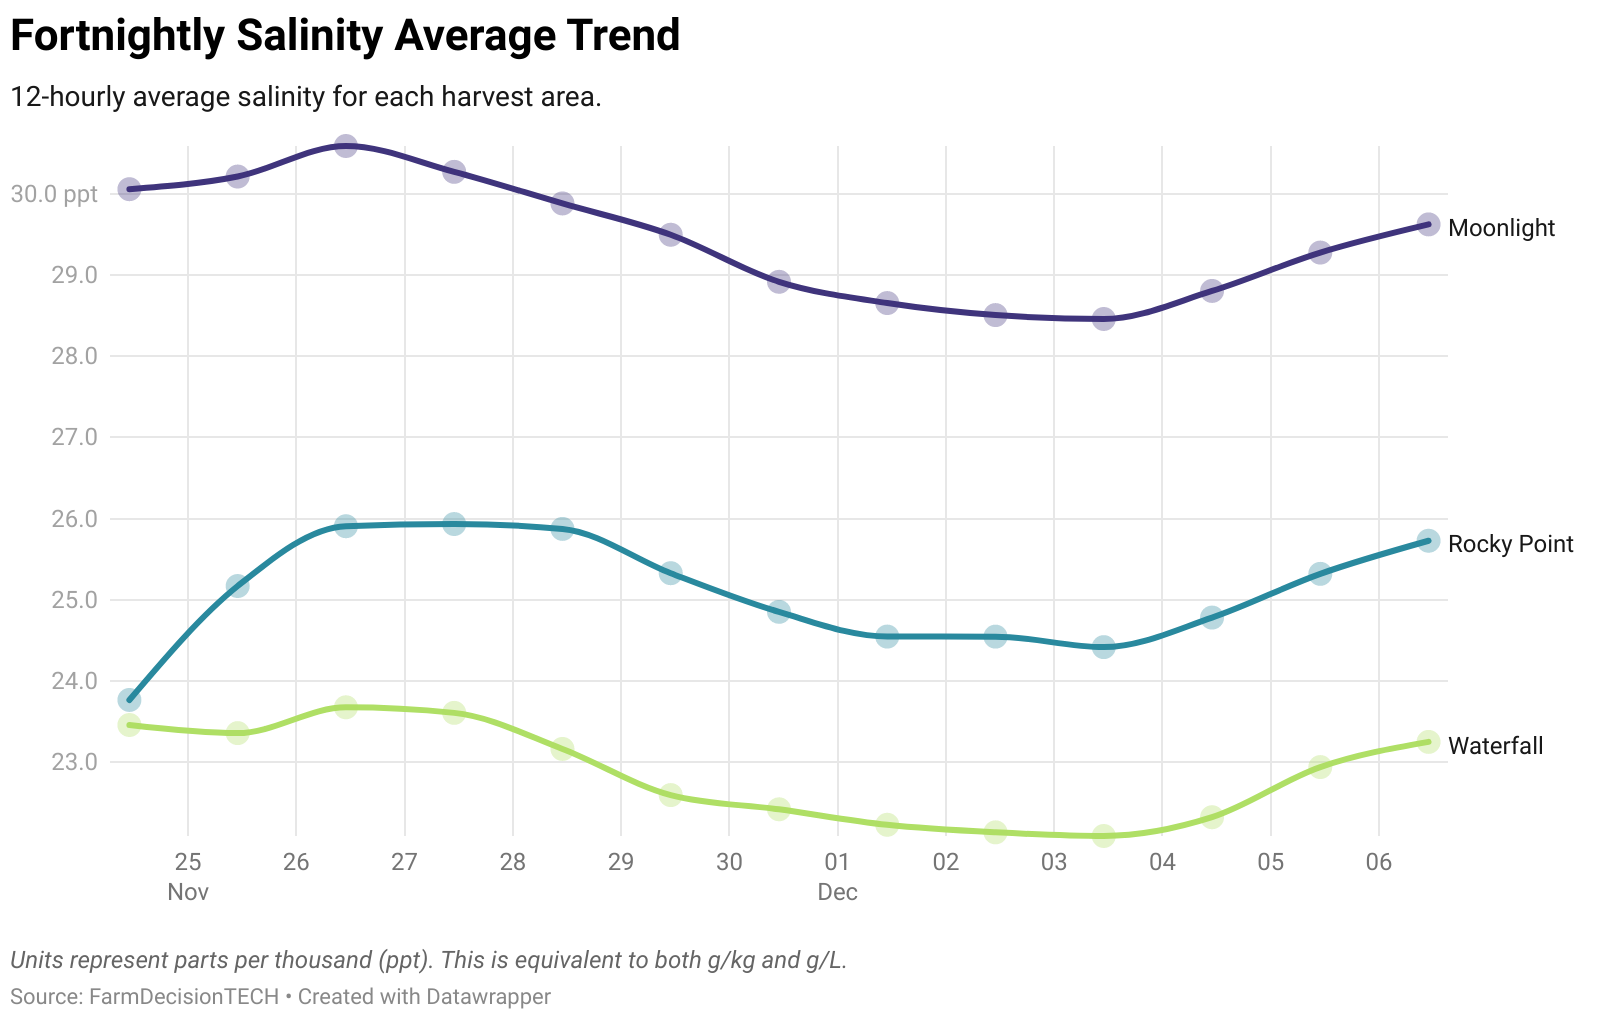 Fortnightly Salinity Average Trend
12-hourly average salinity for each harvest area.
30.0 ppt
29.0
28.0
27.0
26.0
25.0
24.0
23.0
Moonlight
Rocky Point
Waterfall
25 26 27 28 29 30 01 02 03 04 05 06
Nov Dec
Units represent parts per thousand (ppt). This is equivalent to both g/kg and g/L.
Source: FarmDecisionTECH • Created with Datawrapper